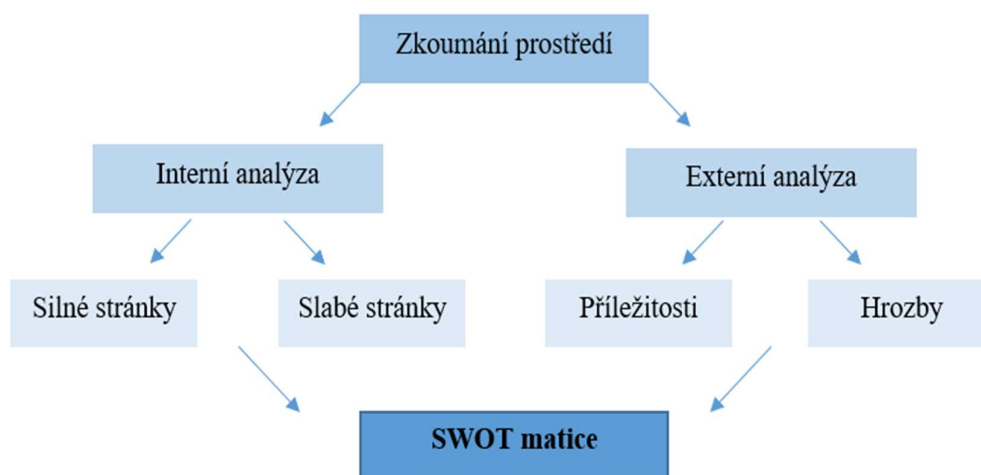 Zkoumání prostředí
Interní analýza
Externí analýza
Silné stránky
Slabé stránky
Příležitosti
Hrozby
SWOT matice